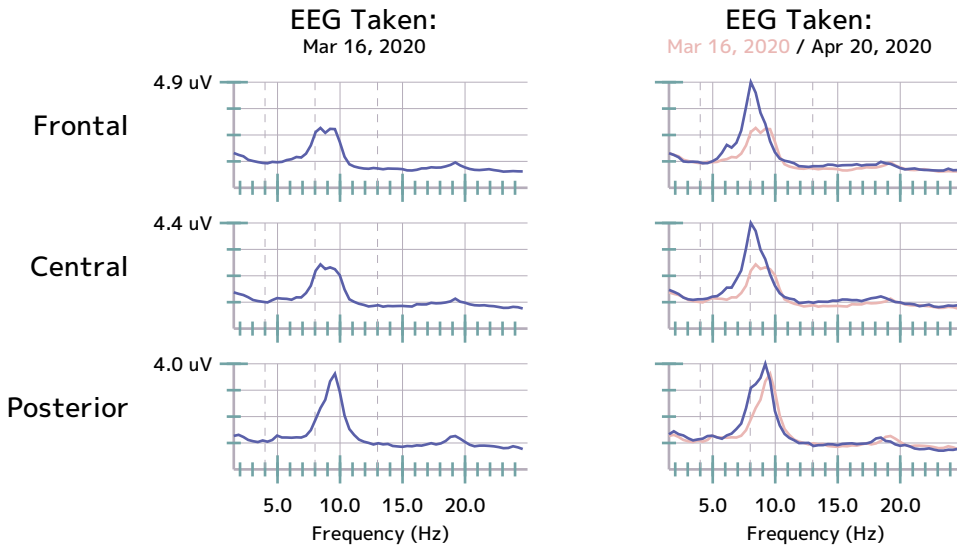 EEG Taken:
Mar 16, 2020
EEG Taken:
Mar 16, 2020 / Apr 20, 2020
4.9 uV
Frontal
4.4 uV
Central
4.0 uV
Posterior
5.0 10.0 15.0 20.0
Frequency (Hz)
5.0 10.0 15.0 20.0
Frequency (Hz)